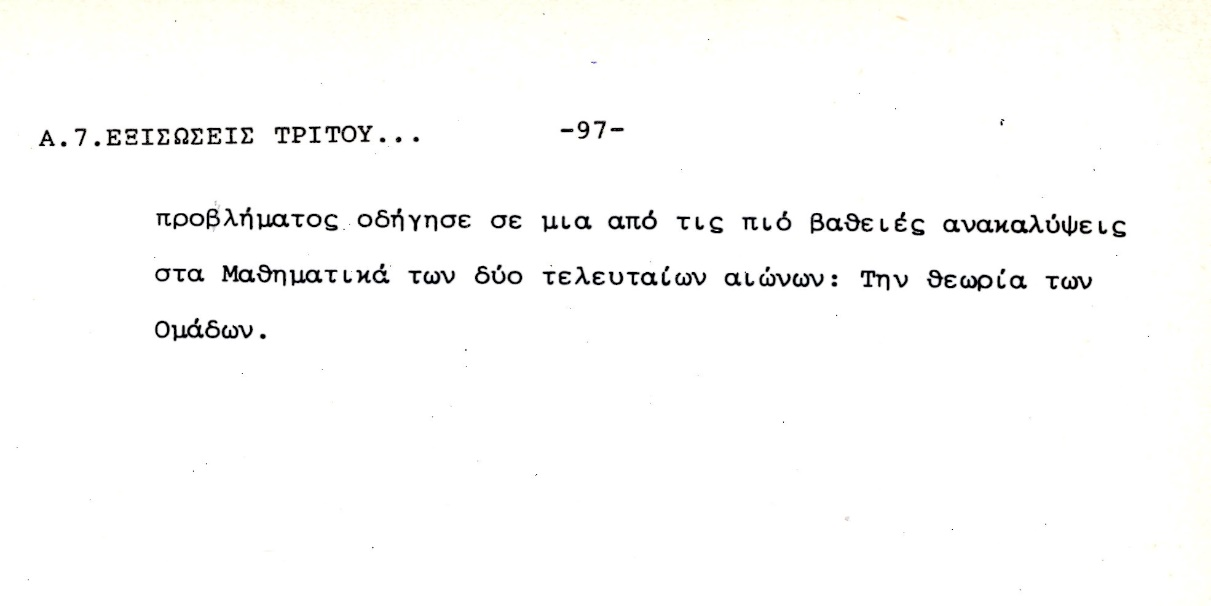 Α.7.ΕΞΙΣΩΣΕΙΣ ΤΡΙΤΟΥ... -97-
προβλήματος οδήγησε σε μια από τις πιό βαθειές ανακαλύψεις
στα Μαθηματικά των δύο τελευταίων αιώνων: Την θεωρία των
Ομάδων.